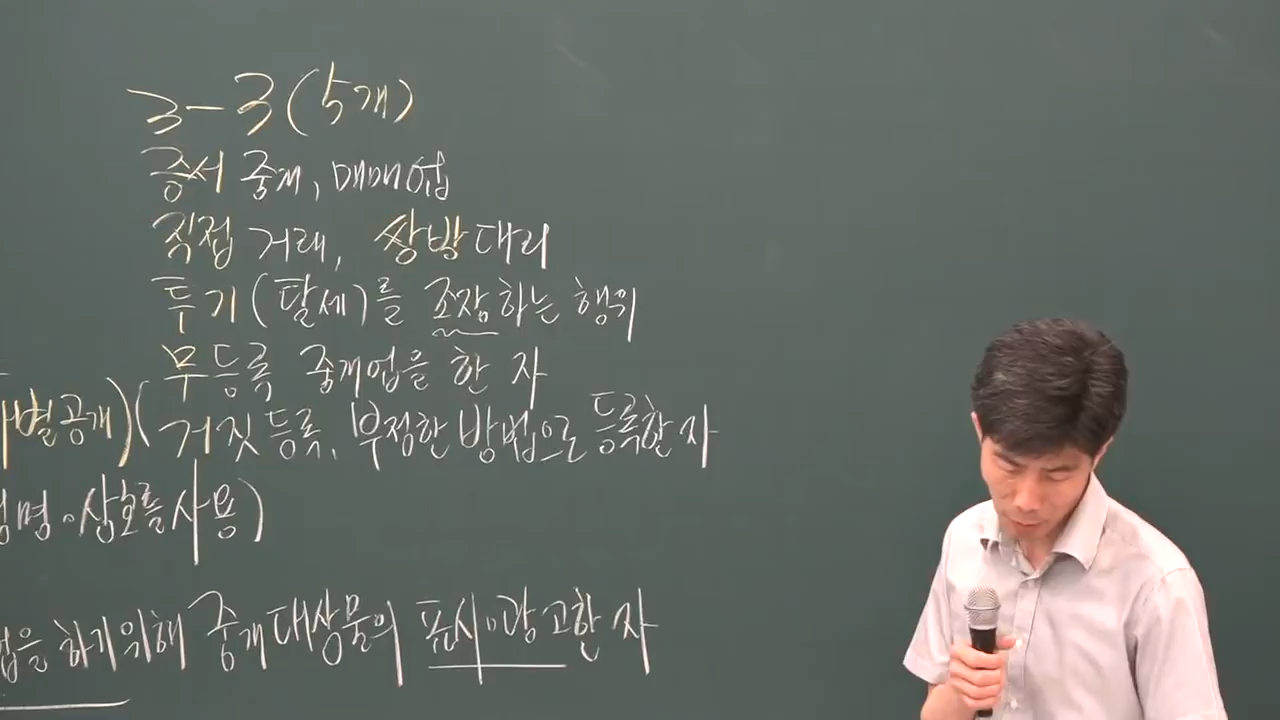 3-3(5개)
증서 중개, 매매업
직접 거래, 쌍방대리
투기(탈세)를 조장하는 행위
무등록 중개업을 한 자
별공개)(거짓등록, 부정한 방법으로 등록한 자
명·상호를 사용)
업을 하기 위해 중개대상물의 표시·광고한 자